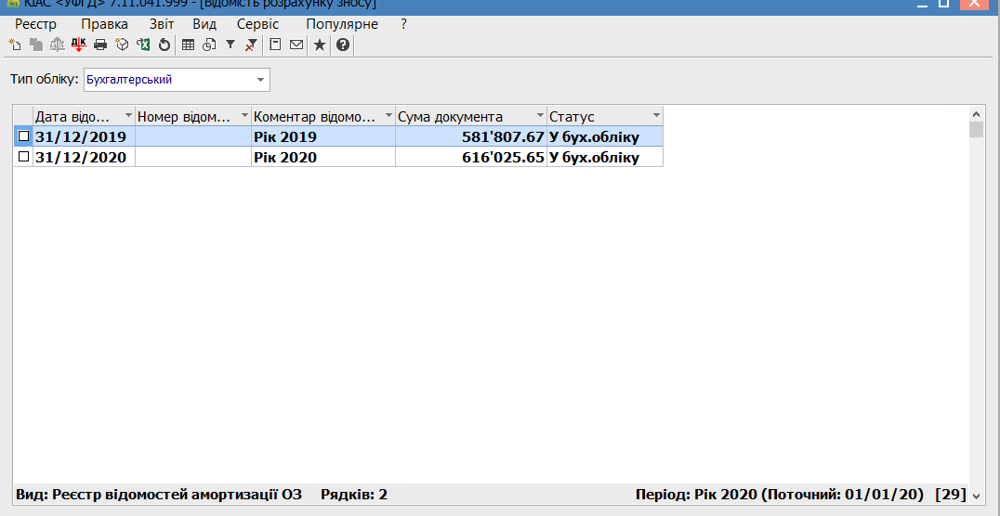 КІАС <УФГД> 7.11.041.999 - [Відомість розрахунку зносу]
Реєстр Правка Звіт Вид Сервіс Популярне ?
Тип обліку: Бухгалтерський
Дата відо... Номер відом... Коментар відомо... Сума документа Статус
31/12/2019 Рік 2019 581'807.67 У бух.обліку
31/12/2020 Рік 2020 616'025.65 У бух.обліку
Вид: Реєстр відомостей амортизації ОЗ Рядків: 2 Період: Рік 2020 (Поточний: 01/01/20) [29]